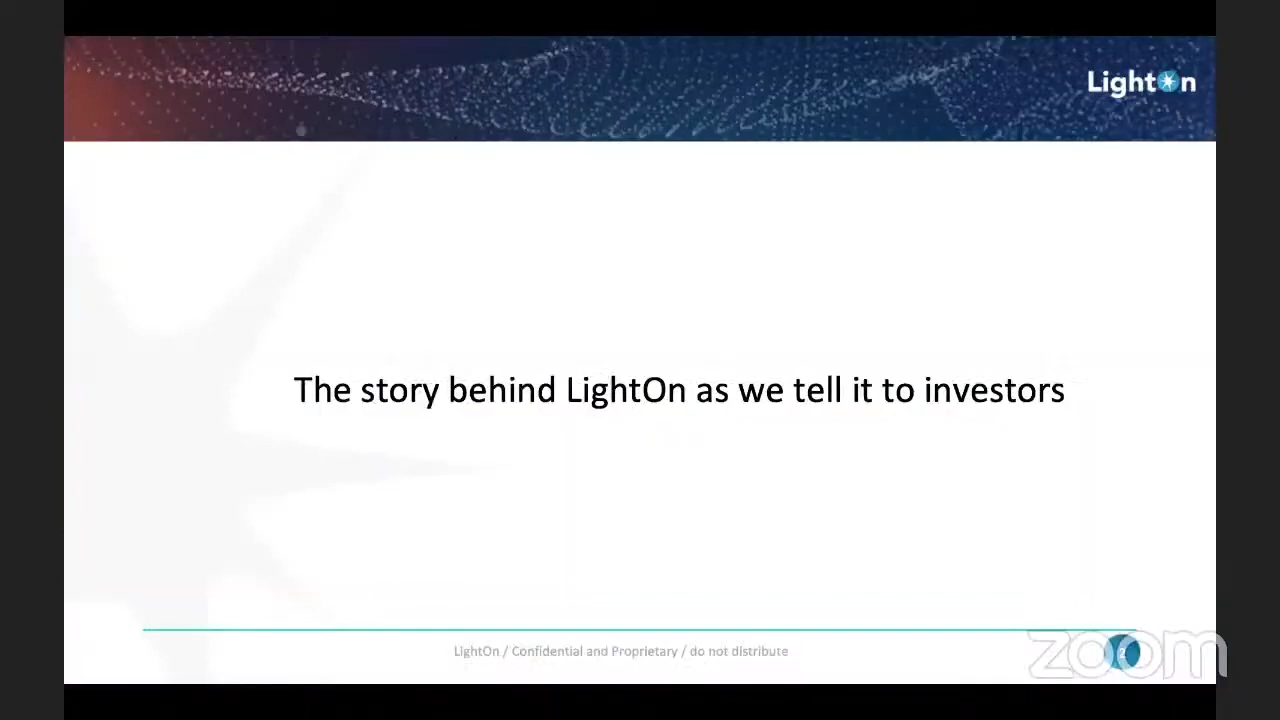 LightOn
The story behind LightOn as we tell it to investors
LightOn / Confidential and Proprietary / do not distribute
2
zoom